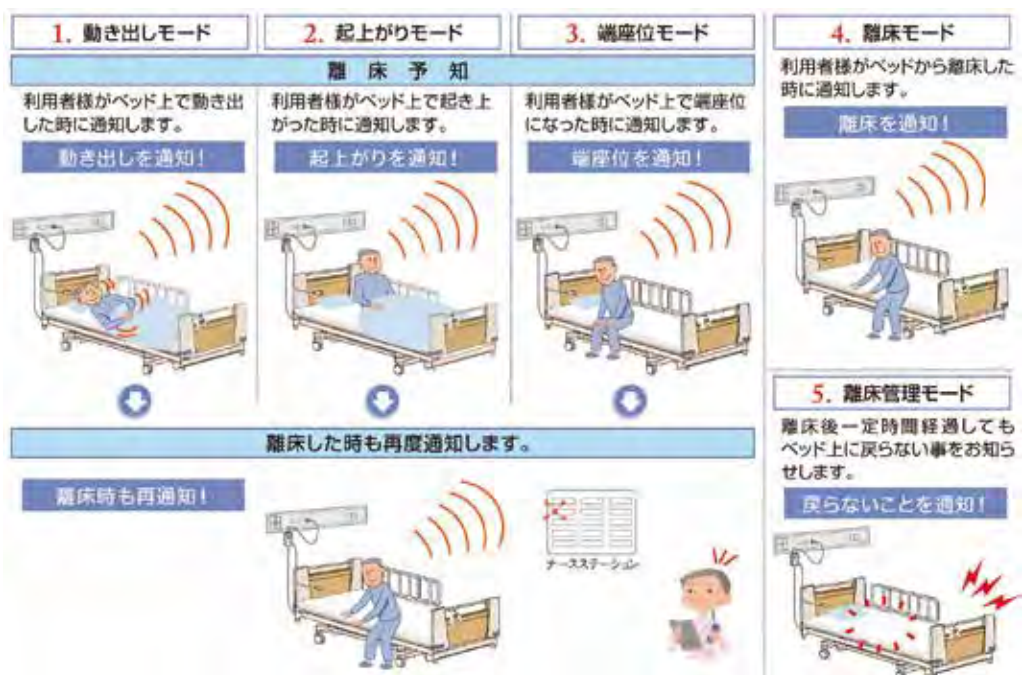 1. 動き出しモード
2. 起上がりモード
3. 端座位モード
離床予知
利用者様がベッド上で動き出
した時に通知します。
動き出しを通知！
利用者様がベッド上で起き上
がった時に通知します。
起上がりを通知！
利用者様がベッド上で端座位
になった時に通知します。
端座位を通知！
離床した時も再度通知します。
離床時も再通知！
ナースステーション
4. 離床モード
利用者様がベッドから離床した
時に通知します。
離床を通知！
5. 離床管理モード
離床後一定時間経過しても
ベッド上に戻らない事をお知ら
せします。
戻らないことを通知！